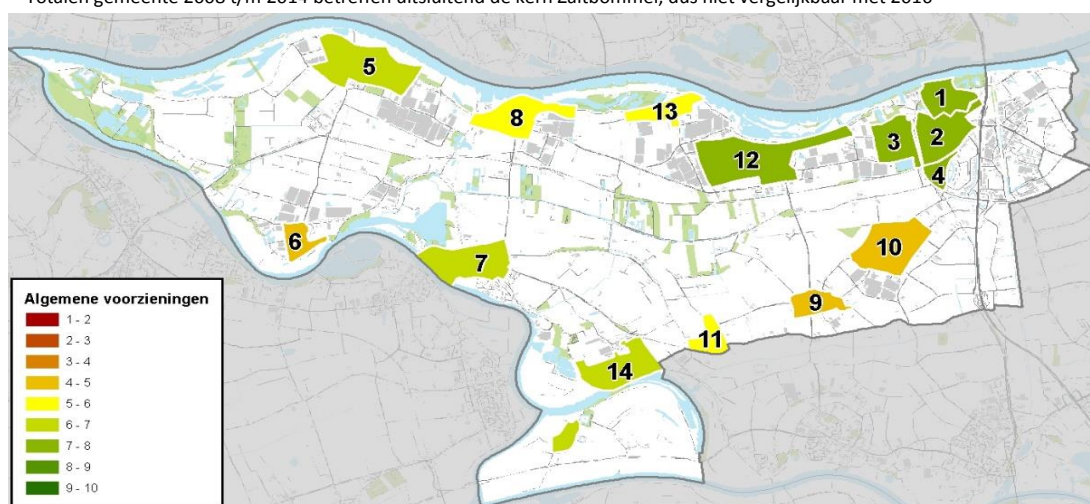 Totalen gemeente 2008 t/m 2014 betreffen uitsluitend de kern Zaltbommel, dus niet vergelijkbaar met 2016
5
1
8
13
3
2
12
4
6
10
7
9
11
14
Algemene voorzieningen
1 - 2
2 - 3
3 - 4
4 - 5
5 - 6
6 - 7
7 - 8
8 - 9
9 - 10